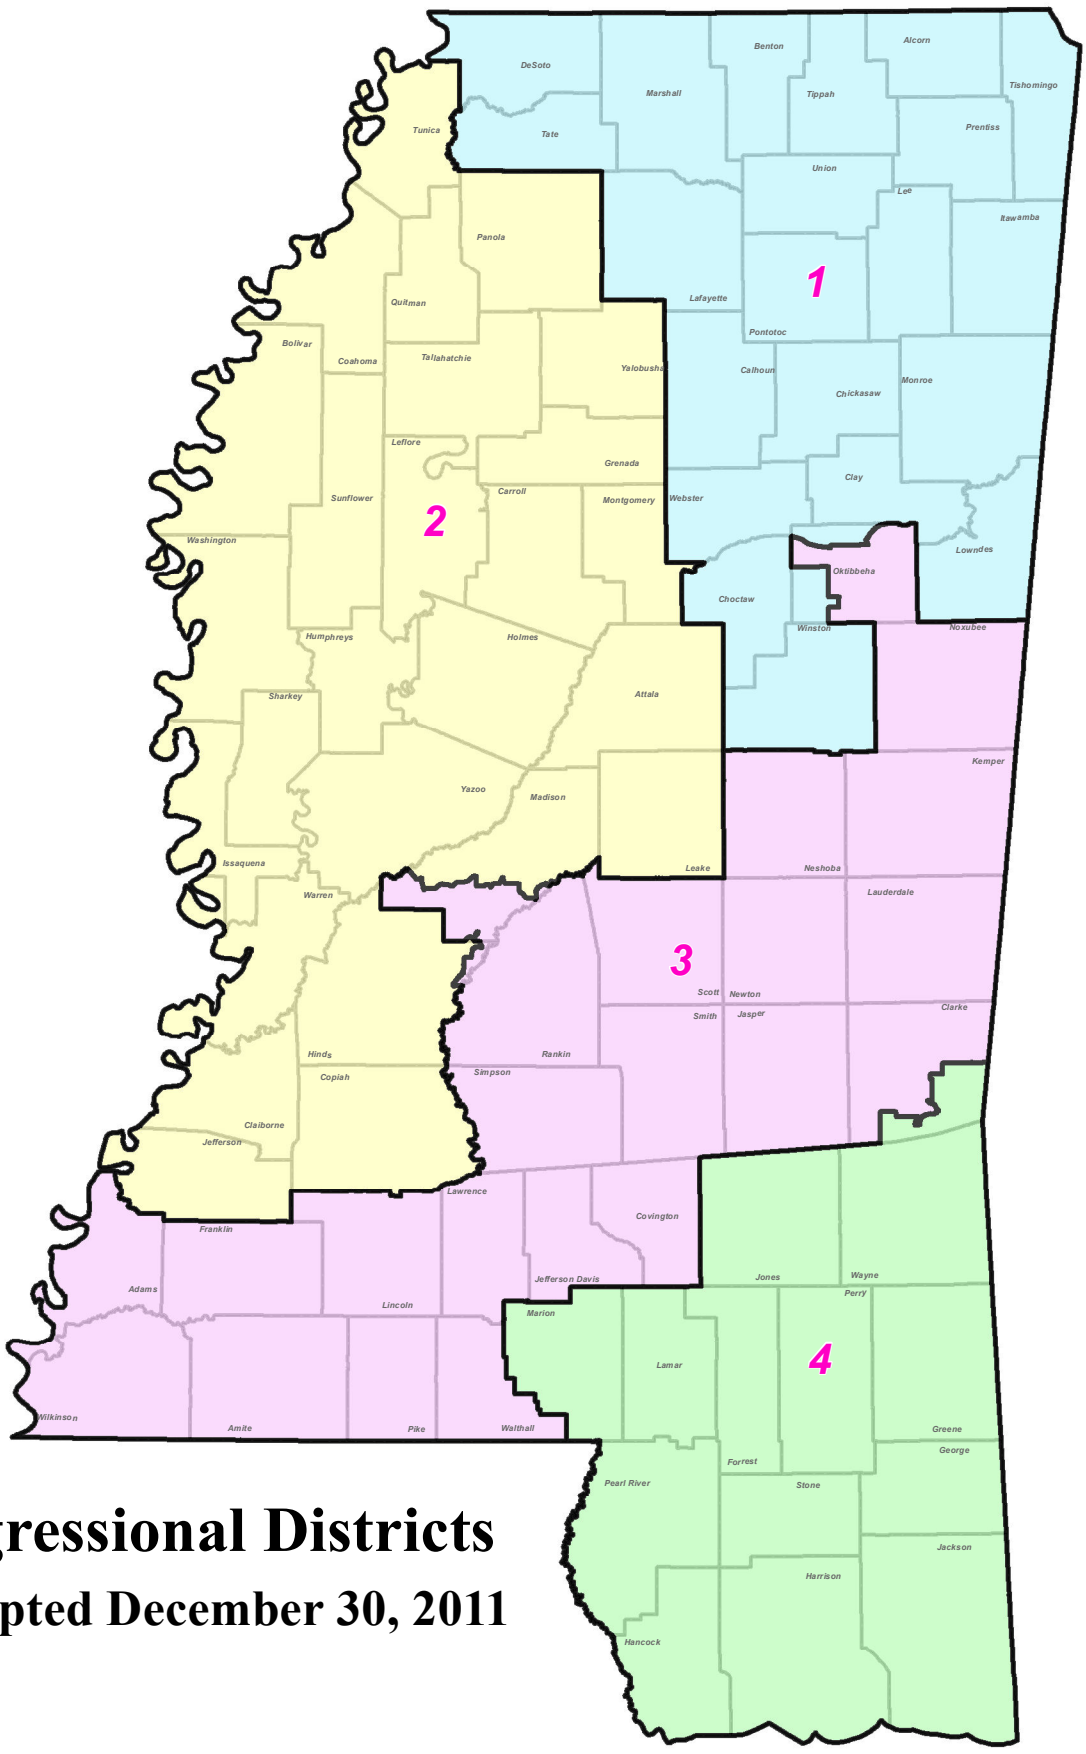 DeSoto
Benton
Alcorn
Marshall
Tippah
Tishomingo
Tunica
Tate
Prentiss
Union
Lee
Itawamba
Panola
1
Quitman
Lafayette
Pontotoc
Bolivar
Coahoma
Tallahatchie
Yalobusha
Calhoun
Chickasaw
Monroe
Leflore
Grenada
Clay
Sunflower
2
Carroll
Montgomery
Webster
Washington
Lowndes
Oktibbeha
Choctaw
Humphreys
Holmes
Winston
Noxubee
Sharkey
Attala
Kemper
Yazoo
Madison
Issaquena
Leake
Neshoba
Warren
Lauderdale
3
Scott
Newton
Smith
Jasper
Clarke
Hinds
Rankin
Copiah
Simpson
Claiborne
Jefferson
Lawrence
Franklin
Covington
Adams
Jefferson Davis
Jones
Wayne
Lincoln
Marion
Perry
Lamar
4
Wilkinson
Amite
Pike
Walthall
Greene
George
Forrest
Pearl River
Stone
gressional Districts
Jackson
Harrison
pted December 30, 2011
Hancock